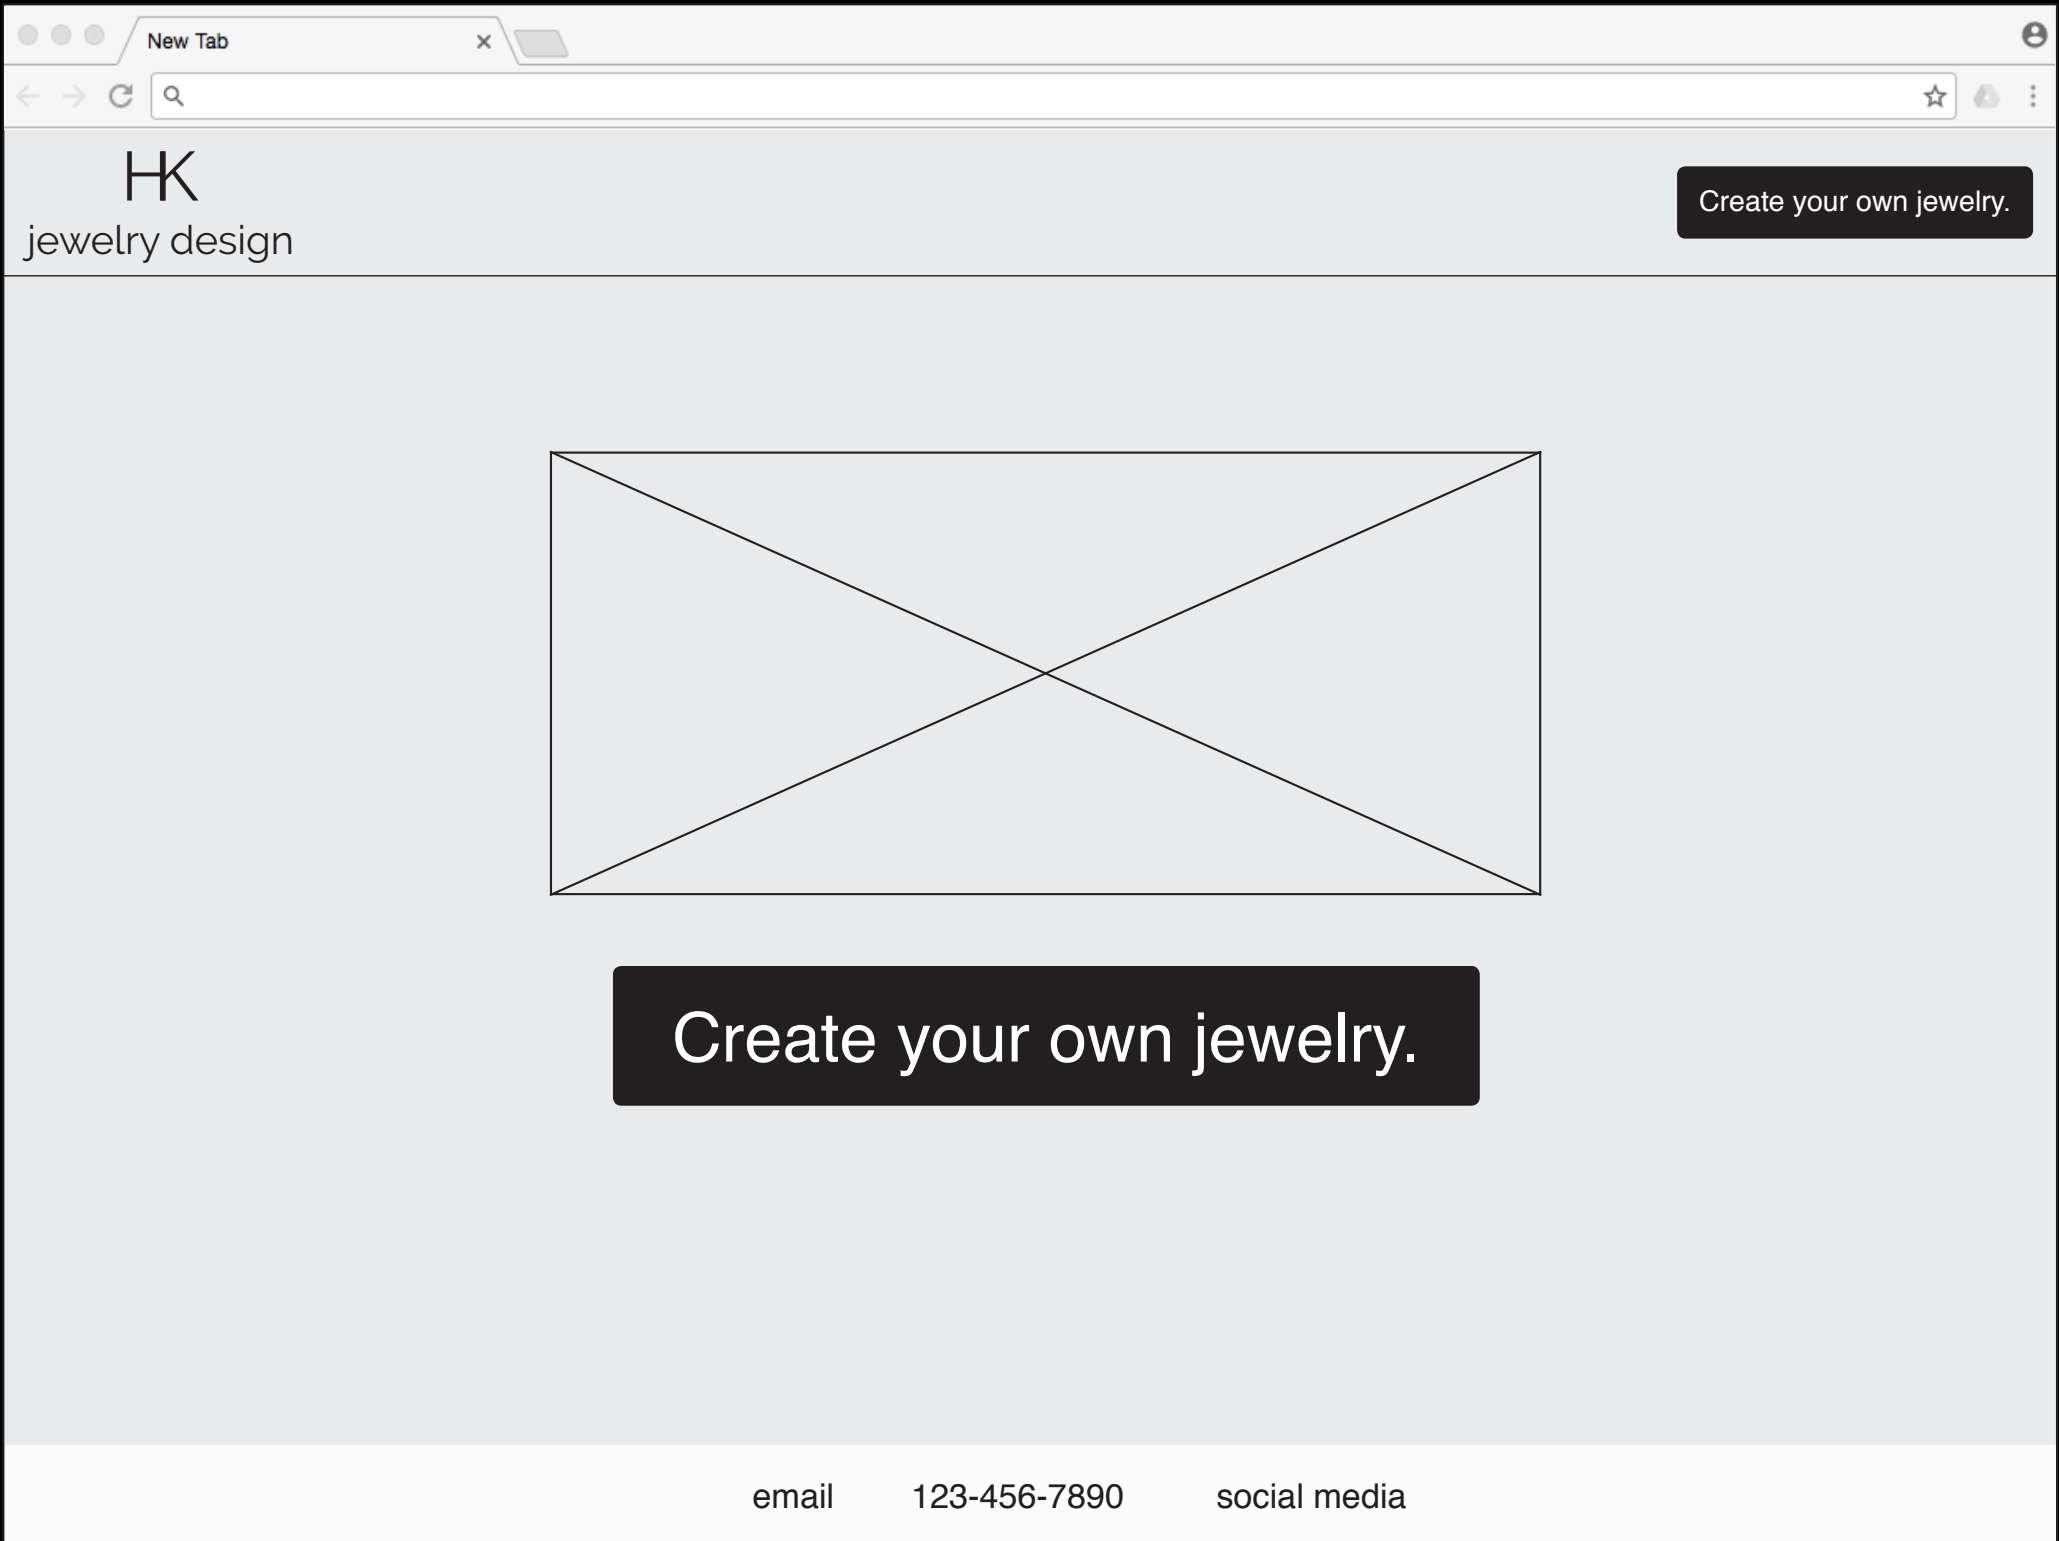 New Tab
HK
jewelry design
Create your own jewelry.
Create your own jewelry.
email 123-456-7890 social media